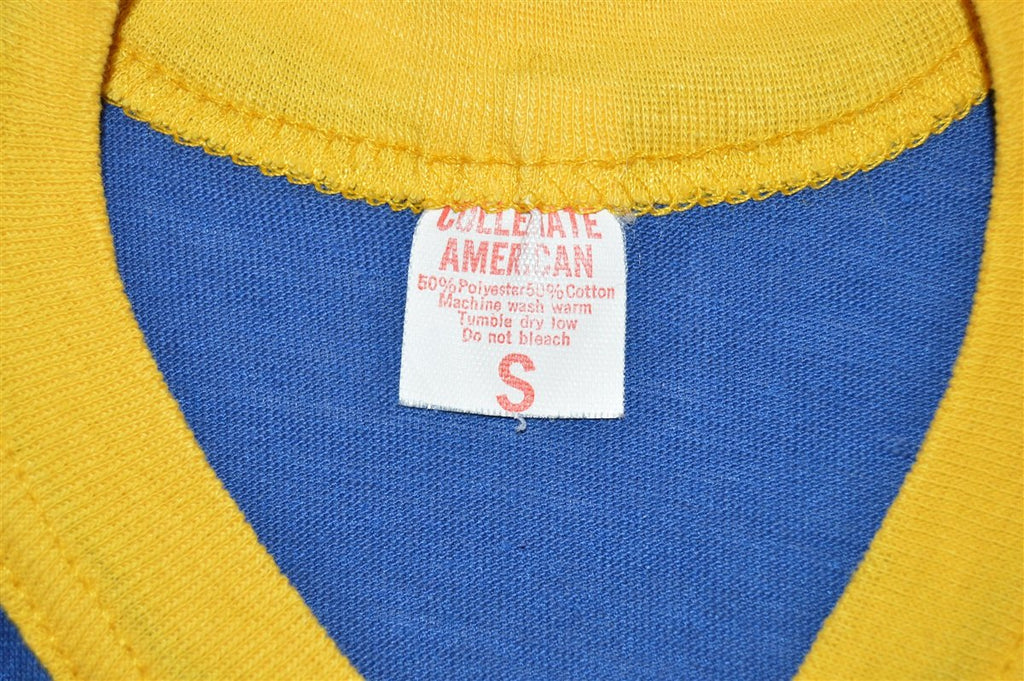 COLLEGIATE
AMERICAN
50% Polyester 50% Cotton
Machine wash warm
Tumble dry low
Do not bleach
S